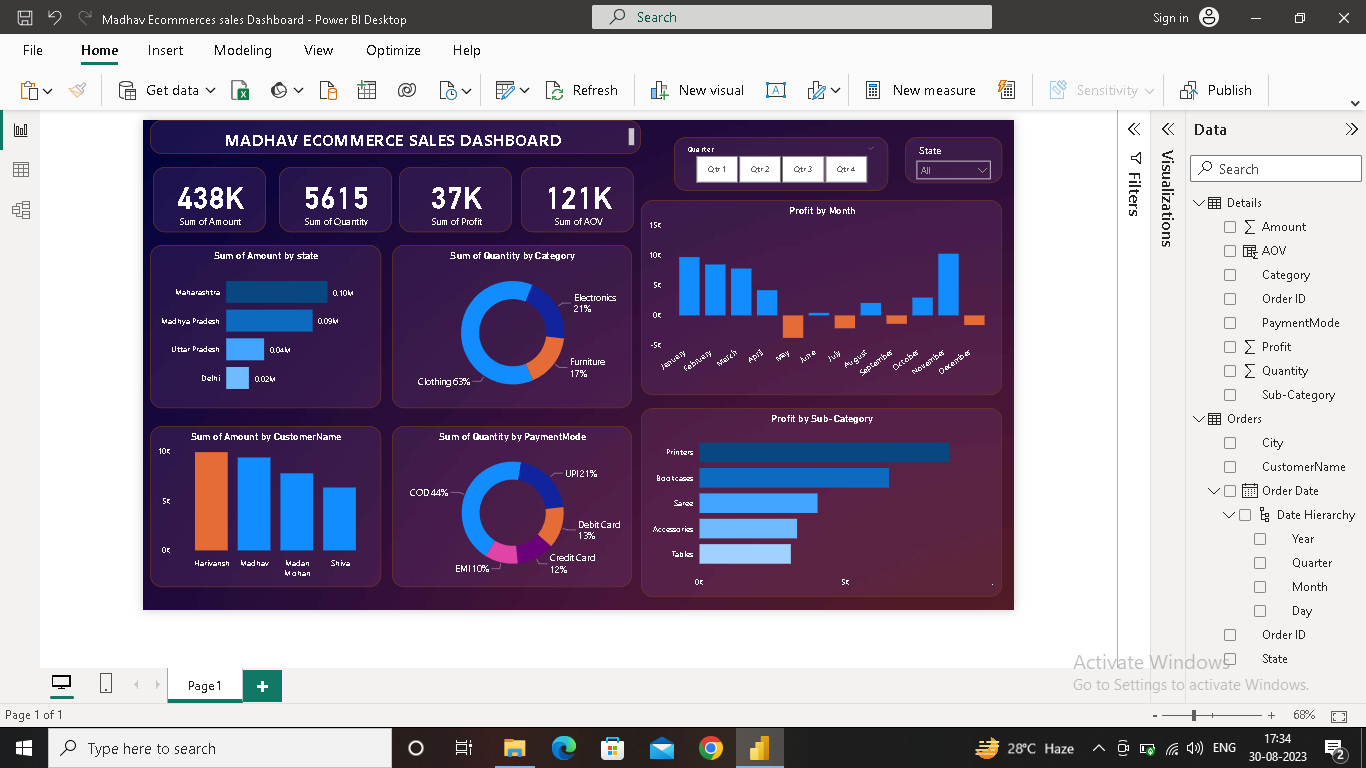 Madhav Ecommerces sales Dashboard - Power BI Desktop
Search
Sign in
File Home Insert Modeling View Optimize Help
Get data
Refresh
New visual
New measure
Sensitivity
Publish
MADHAV ECOMMERCE SALES DASHBOARD
Quarter
Qtr 1 Qtr 2 Qtr 3 Qtr 4
State
All
438K
Sum of Amount
5615
Sum of Quantity
37K
Sum of Profit
121K
Sum of AOV
Sum of Amount by state
Maharashtra 0.10M
Madhya Pradesh 0.09M
Uttar Pradesh 0.04M
Delhi 0.02M
Sum of Quantity by Category
Electronics
21%
Furniture
17%
Clothing 63%
Profit by Month
15K
10K
5K
0K
-5K
January February March April May June July August September October November December
Sum of Amount by CustomerName
10K
5K
0K
Harivansh Madhav Madan Mohan Shiva
Sum of Quantity by PaymentMode
COD 44%
UPI 21%
Debit Card
13%
Credit Card
12%
EMI 10%
Profit by Sub-Category
Printers
Bookcases
Saree
Accessories
Tables
0K 5K
Filters
Visualizations
Data
Search
Details
Amount
AOV
Category
Order ID
PaymentMode
Profit
Quantity
Sub-Category
Orders
City
CustomerName
Order Date
Date Hierarchy
Year
Quarter
Month
Day
Order ID
State
Activate Windows
Go to Settings to activate Windows.
Page 1
Page 1 of 1
68%
Type here to search
28°C Haze
ENG
17:34
30-08-2023
2